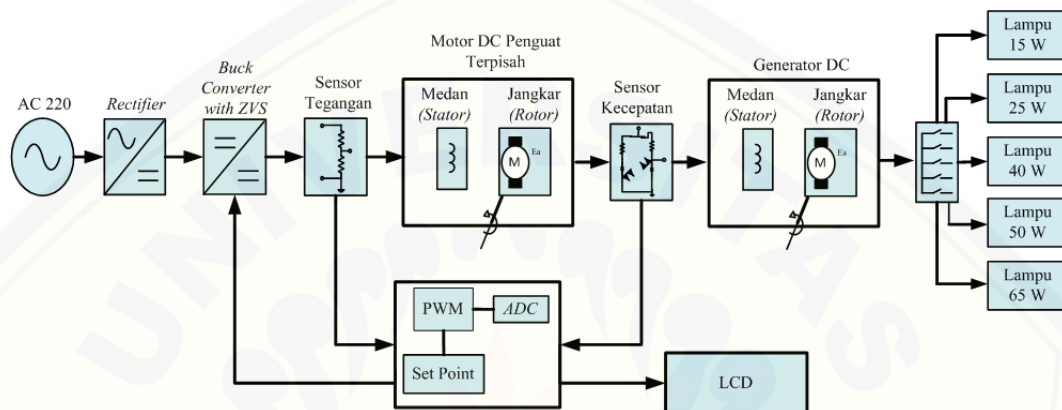 AC 220
Rectifier
Buck
Converter
with ZVS
Sensor
Tegangan
Motor DC Penguat
Terpisah
Medan
(Stator)
Jangkar
(Rotor)
M
Ea
Sensor
Kecepatan
Generator DC
Medan
(Stator)
Jangkar
(Rotor)
M
Ea
Lampu
15 W
Lampu
25 W
Lampu
40 W
Lampu
50 W
Lampu
65 W
PWM
ADC
Set Point
LCD
UNIVERSITAS